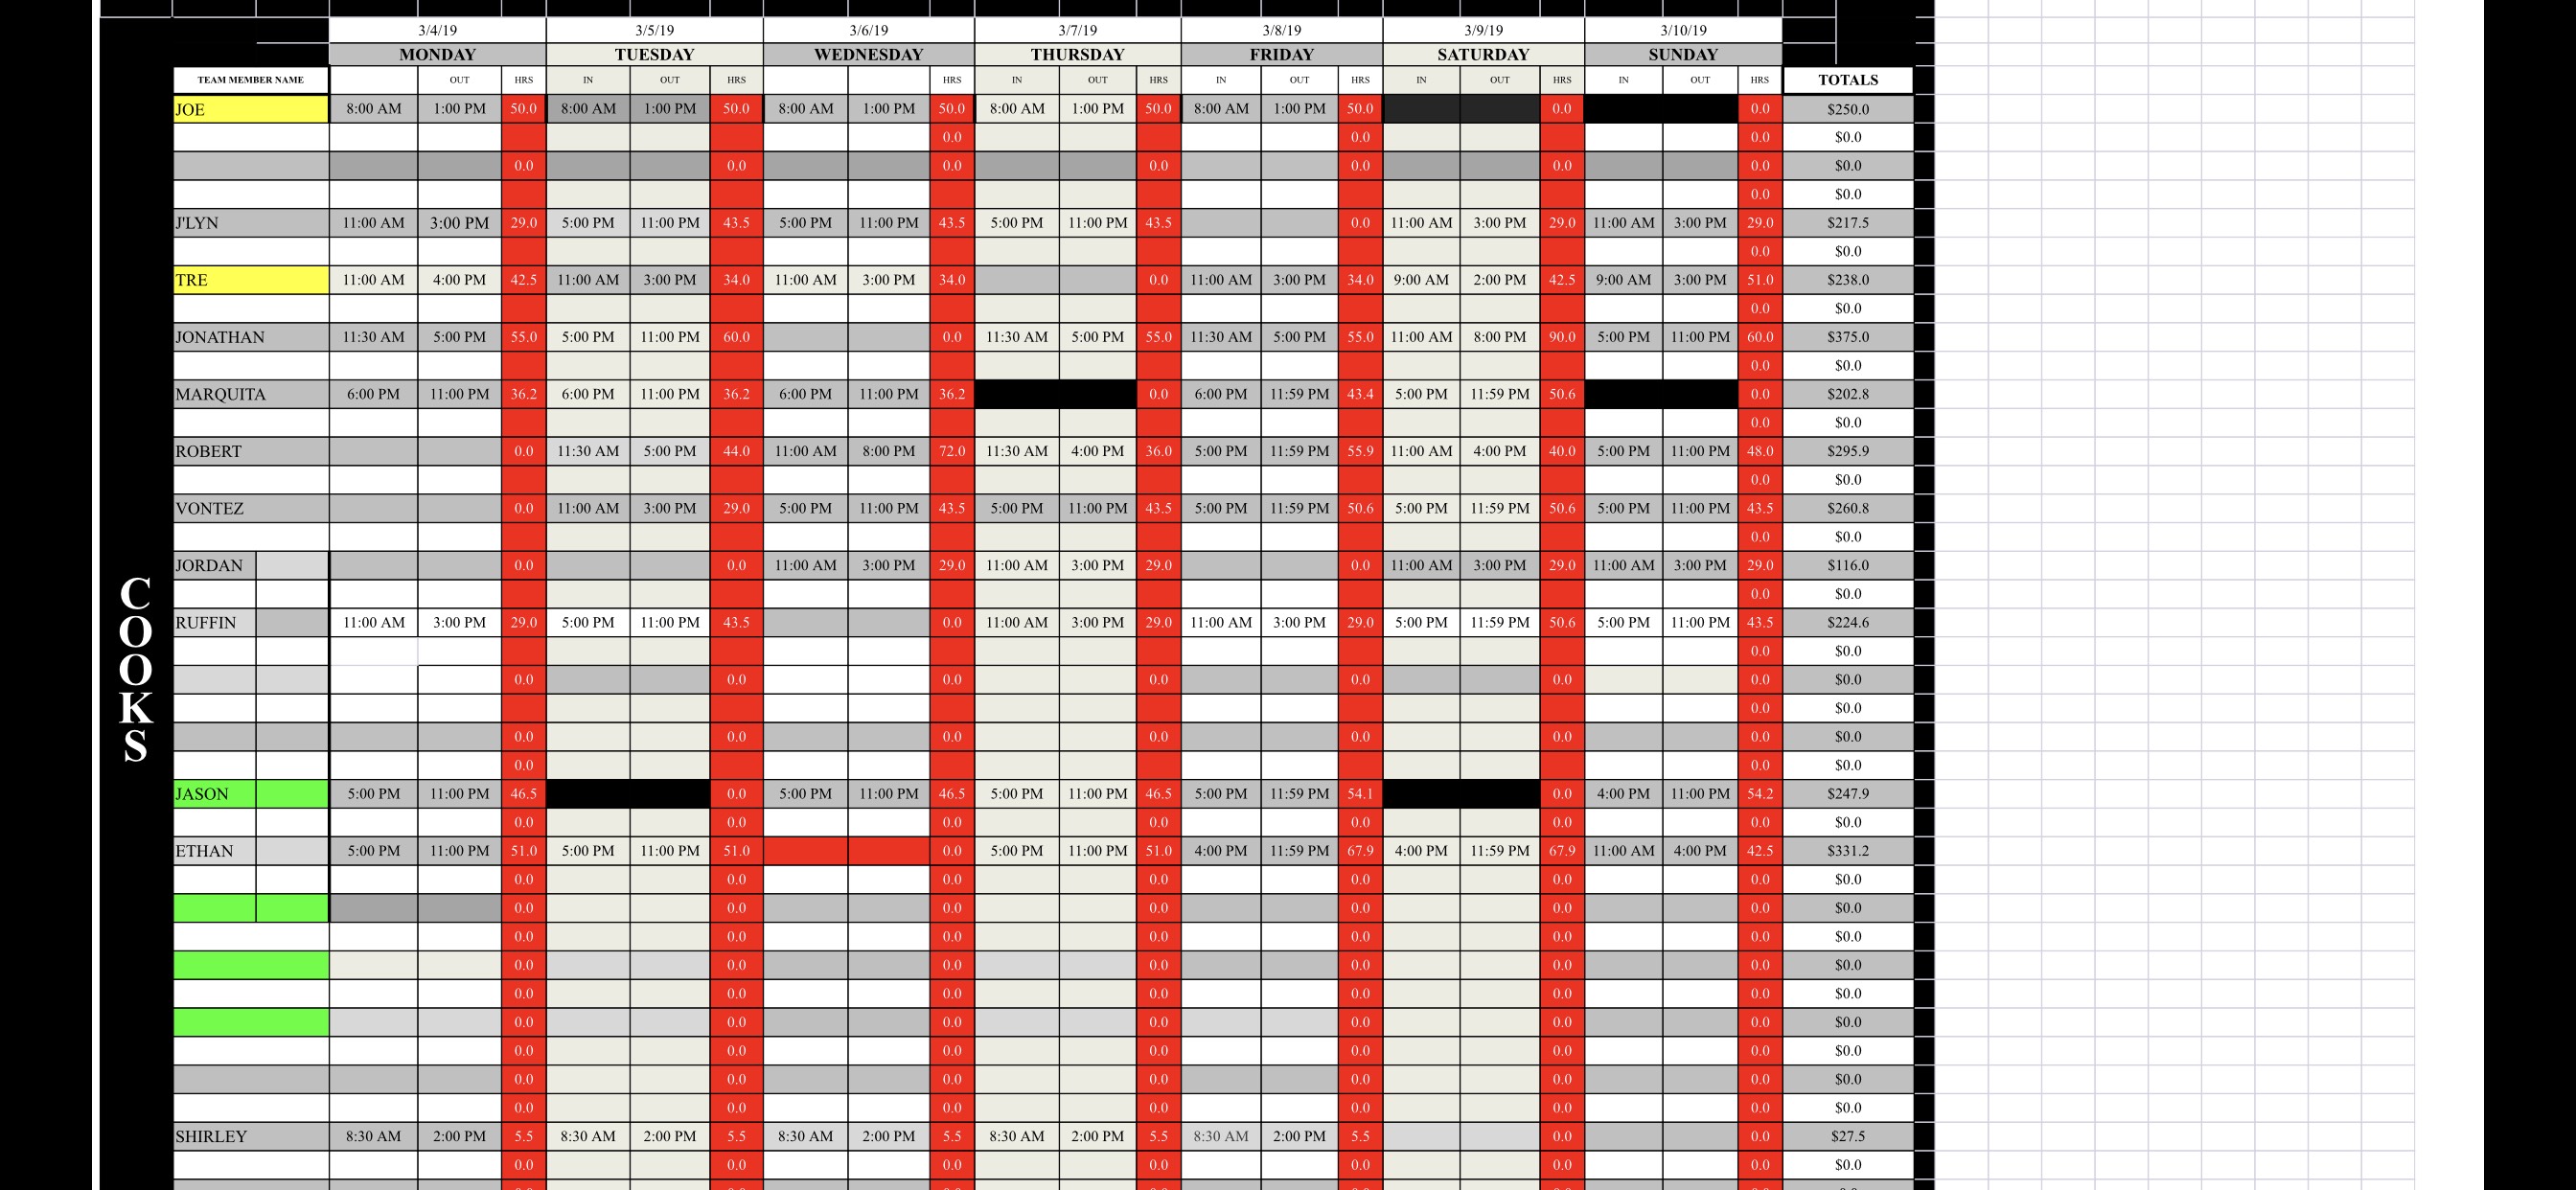 3/4/19 3/5/19 3/6/19 3/7/19 3/8/19 3/9/19 3/10/19
MONDAY TUESDAY WEDNESDAY THURSDAY FRIDAY SATURDAY SUNDAY
TEAM MEMBER NAME OUT HRS IN OUT HRS HRS IN OUT HRS IN OUT HRS IN OUT HRS IN OUT HRS TOTALS
JOE 8:00 AM 1:00 PM 50.0 8:00 AM 1:00 PM 50.0 8:00 AM 1:00 PM 50.0 8:00 AM 1:00 PM 50.0 8:00 AM 1:00 PM 50.0 0.0 0.0 $250.0
0.0 0.0 0.0 $0.0
0.0 0.0 0.0 0.0 0.0 0.0 0.0 $0.0
0.0 $0.0
J'LYN 11:00 AM 3:00 PM 29.0 5:00 PM 11:00 PM 43.5 5:00 PM 11:00 PM 43.5 5:00 PM 11:00 PM 43.5 0.0 11:00 AM 3:00 PM 29.0 11:00 AM 3:00 PM 29.0 $217.5
0.0 $0.0
TRE 11:00 AM 4:00 PM 42.5 11:00 AM 3:00 PM 34.0 11:00 AM 3:00 PM 34.0 0.0 11:00 AM 3:00 PM 34.0 9:00 AM 2:00 PM 42.5 9:00 AM 3:00 PM 51.0 $238.0
0.0 $0.0
JONATHAN 11:30 AM 5:00 PM 55.0 5:00 PM 11:00 PM 60.0 0.0 11:30 AM 5:00 PM 55.0 11:30 AM 5:00 PM 55.0 11:00 AM 8:00 PM 90.0 5:00 PM 11:00 PM 60.0 $375.0
0.0 $0.0
MARQUITA 6:00 PM 11:00 PM 36.2 6:00 PM 11:00 PM 36.2 6:00 PM 11:00 PM 36.2 0.0 6:00 PM 11:59 PM 43.4 5:00 PM 11:59 PM 50.6 0.0 $202.8
0.0 $0.0
ROBERT 0.0 11:30 AM 5:00 PM 44.0 11:00 AM 8:00 PM 72.0 11:30 AM 4:00 PM 36.0 5:00 PM 11:59 PM 55.9 11:00 AM 4:00 PM 40.0 5:00 PM 11:00 PM 48.0 $295.9
0.0 $0.0
VONTEZ 0.0 11:00 AM 3:00 PM 29.0 5:00 PM 11:00 PM 43.5 5:00 PM 11:00 PM 43.5 5:00 PM 11:59 PM 50.6 5:00 PM 11:59 PM 50.6 5:00 PM 11:00 PM 43.5 $260.8
0.0 $0.0
JORDAN 0.0 0.0 11:00 AM 3:00 PM 29.0 11:00 AM 3:00 PM 29.0 0.0 11:00 AM 3:00 PM 29.0 11:00 AM 3:00 PM 29.0 $116.0
0.0 $0.0
COOKS
RUFFIN 11:00 AM 3:00 PM 29.0 5:00 PM 11:00 PM 43.5 0.0 11:00 AM 3:00 PM 29.0 11:00 AM 3:00 PM 29.0 5:00 PM 11:59 PM 50.6 5:00 PM 11:00 PM 43.5 $224.6
0.0 $0.0
0.0 0.0 0.0 0.0 0.0 0.0 0.0 $0.0
0.0 $0.0
0.0 0.0 0.0 0.0 0.0 0.0 0.0 $0.0
0.0 0.0 $0.0
JASON 5:00 PM 11:00 PM 46.5 0.0 5:00 PM 11:00 PM 46.5 5:00 PM 11:00 PM 46.5 5:00 PM 11:59 PM 54.1 0.0 4:00 PM 11:00 PM 54.2 $247.9
0.0 0.0 0.0 0.0 0.0 0.0 0.0 $0.0
ETHAN 5:00 PM 11:00 PM 51.0 5:00 PM 11:00 PM 51.0 0.0 5:00 PM 11:00 PM 51.0 4:00 PM 11:59 PM 67.9 4:00 PM 11:59 PM 67.9 11:00 AM 4:00 PM 42.5 $331.2
0.0 0.0 0.0 0.0 0.0 0.0 0.0 $0.0
0.0 0.0 0.0 0.0 0.0 0.0 0.0 $0.0
0.0 0.0 0.0 0.0 0.0 0.0 0.0 $0.0
0.0 0.0 0.0 0.0 0.0 0.0 0.0 $0.0
0.0 0.0 0.0 0.0 0.0 0.0 0.0 $0.0
0.0 0.0 0.0 0.0 0.0 0.0 0.0 $0.0
0.0 0.0 0.0 0.0 0.0 0.0 0.0 $0.0
0.0 0.0 0.0 0.0 0.0 0.0 0.0 $0.0
0.0 0.0 0.0 0.0 0.0 0.0 0.0 $0.0
SHIRLEY 8:30 AM 2:00 PM 5.5 8:30 AM 2:00 PM 5.5 8:30 AM 2:00 PM 5.5 8:30 AM 2:00 PM 5.5 8:30 AM 2:00 PM 5.5 0.0 0.0 $27.5
0.0 0.0 0.0 0.0 0.0 0.0 0.0 $0.0